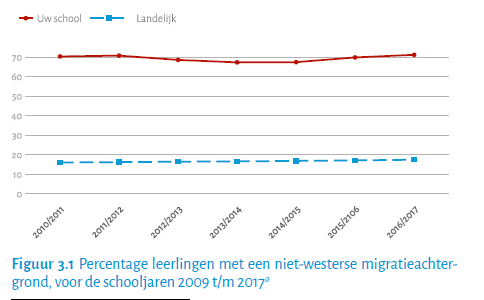 Uw school Landelijk
70
60
50
40
30
20
10
0
2010/2011 2011/2012 2012/2013 2013/2014 2014/2015 2015/2106 2016/2017
Figuur 3.1 Percentage leerlingen met een niet-westerse migratieachter-
grond, voor de schooljaren 2009 t/m 2017a